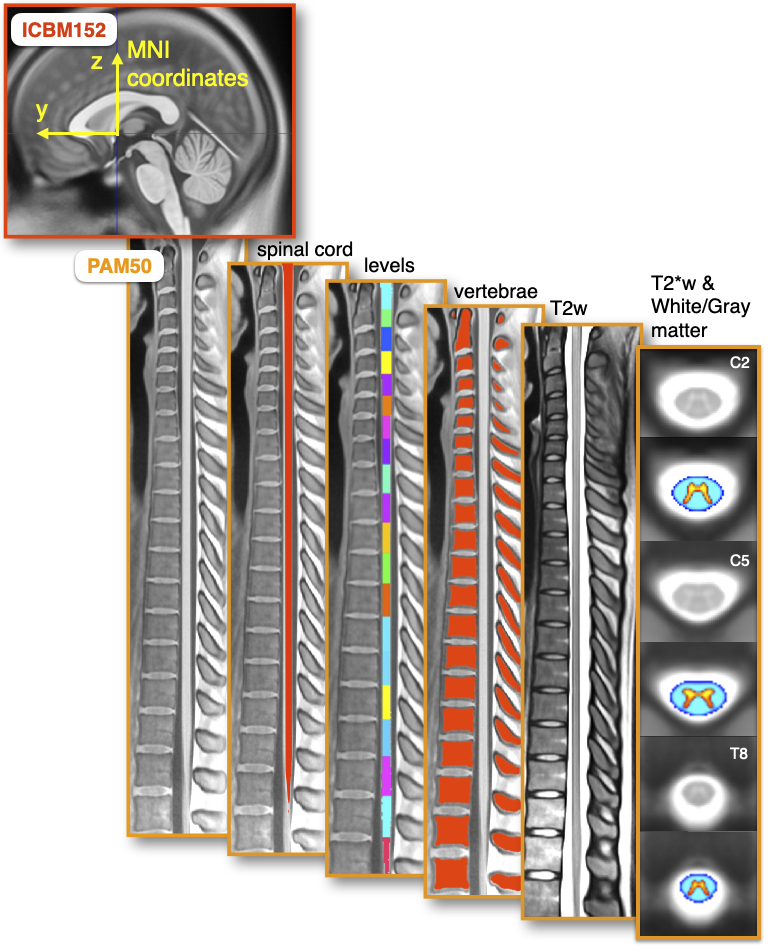 ICBM152
z
MNI
coordinates
y
PAM50
spinal cord
levels
vertebrae
T2w
T2*w &
White/Gray
matter
C2
C5
T8